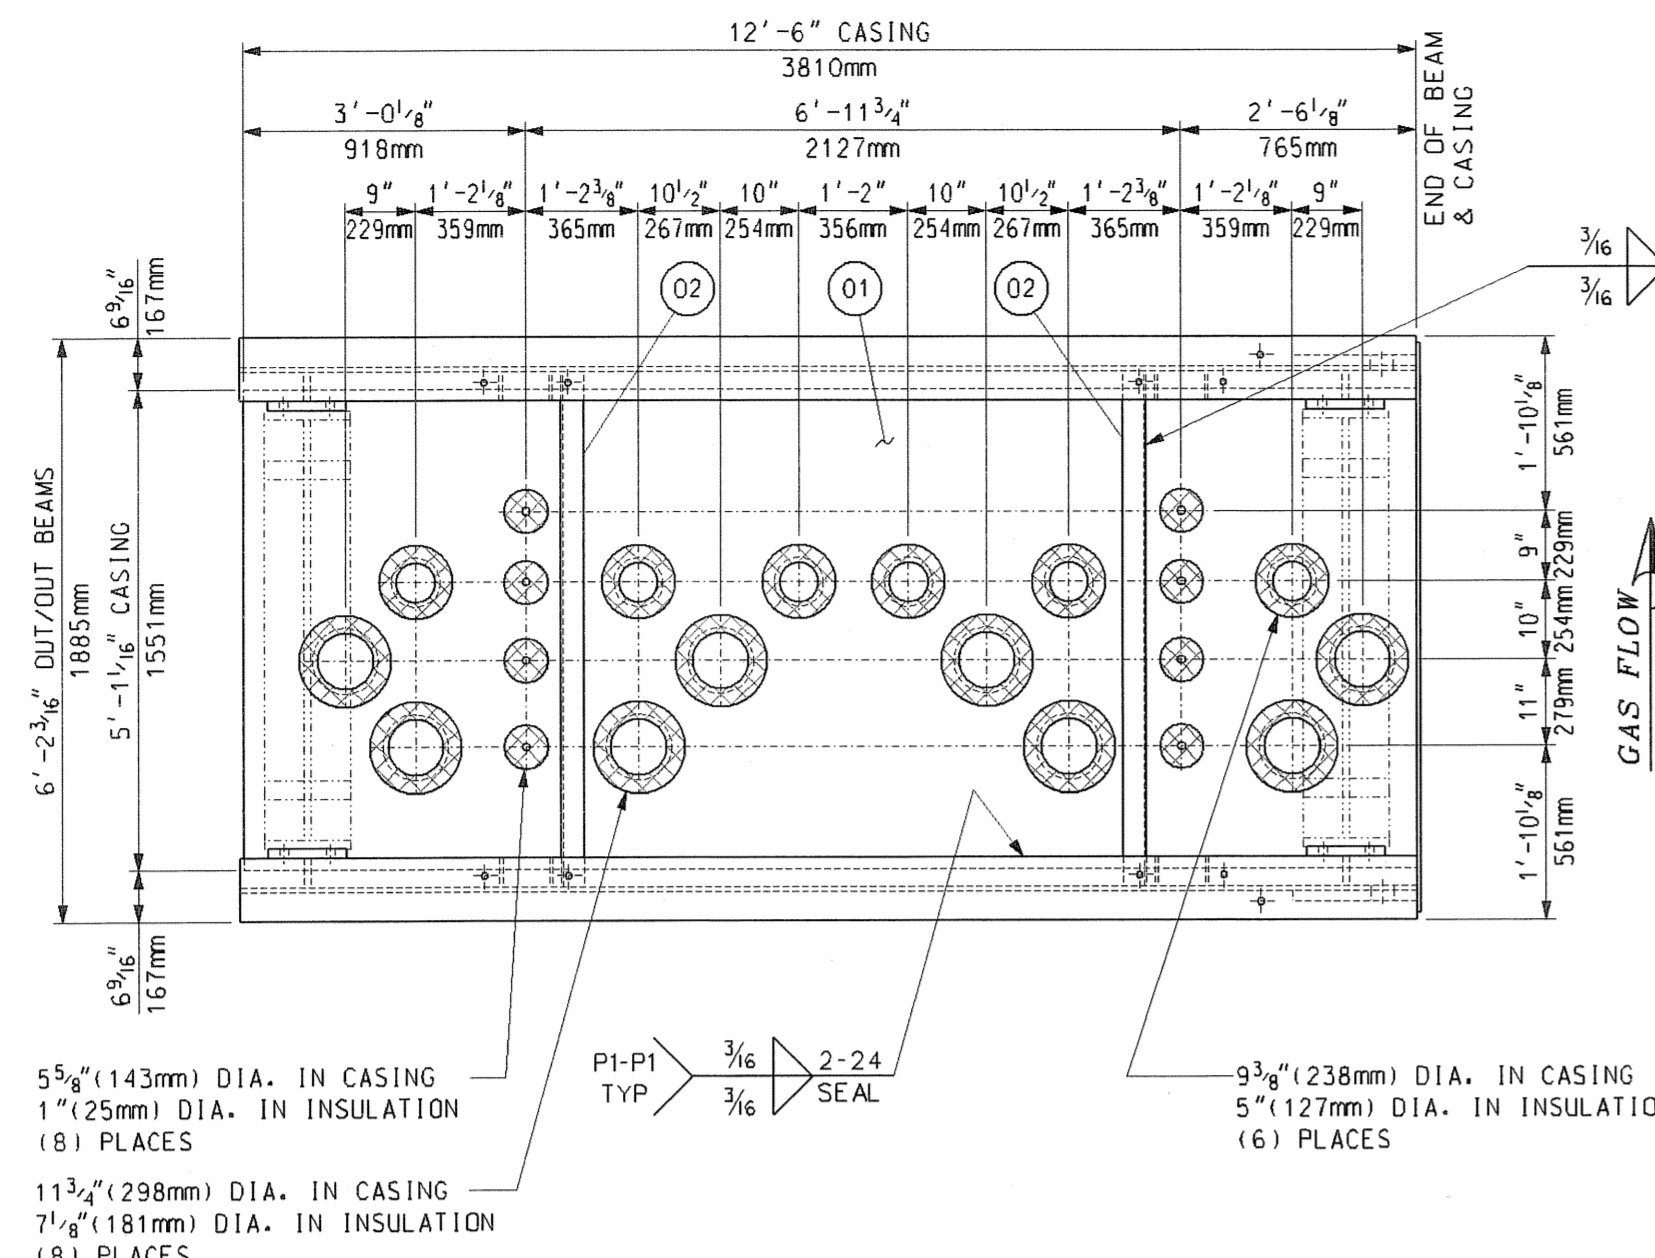 12'-6" CASING
3810mm
END OF BEAM
& CASING
3'-0 1/8"
918mm
6'-11 3/4"
2127mm
2'-6 1/8"
765mm
9"
229mm
1'-2 1/8"
359mm
1'-2 3/8"
365mm
10 1/2"
267mm
10"
254mm
1'-2"
356mm
10"
254mm
10 1/2"
267mm
1'-2 3/8"
365mm
1'-2 1/8"
359mm
9"
229mm
02
01
02
3/16
3/16
6 9/16"
167mm
6'-2 3/16" OUT/OUT BEAMS
1885mm
5'-1 1/16" CASING
1551mm
6 9/16"
167mm
1'-10 1/8"
561mm
9"
229mm
10"
254mm
11"
279mm
1'-10 1/8"
561mm
GAS FLOW
5 5/8"(143mm) DIA. IN CASING
1"(25mm) DIA. IN INSULATION
(8) PLACES
11 3/4"(298mm) DIA. IN CASING
7 1/8"(181mm) DIA. IN INSULATION
(8) PLACES
P1-P1
TYP
3/16
3/16
2-24
SEAL
9 3/8"(238mm) DIA. IN CASING
5"(127mm) DIA. IN INSULATIO
(6) PLACES